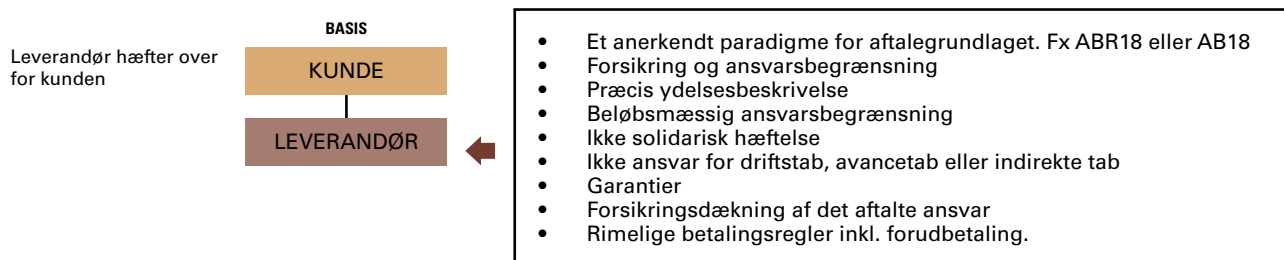 BASIS
Leverandør hæfter over
for kunden
KUNDE
LEVERANDØR
• Et anerkendt paradigme for aftalegrundlaget. Fx ABR18 eller AB18
• Forsikring og ansvarsbegrænsning
• Præcis ydelsesbeskrivelse
• Beløbsmæssig ansvarsbegrænsning
• Ikke solidarisk hæftelse
• Ikke ansvar for driftstab, avancetab eller indirekte tab
• Garantier
• Forsikringsdækning af det aftalte ansvar
• Rimelige betalingsregler inkl. forudbetaling.